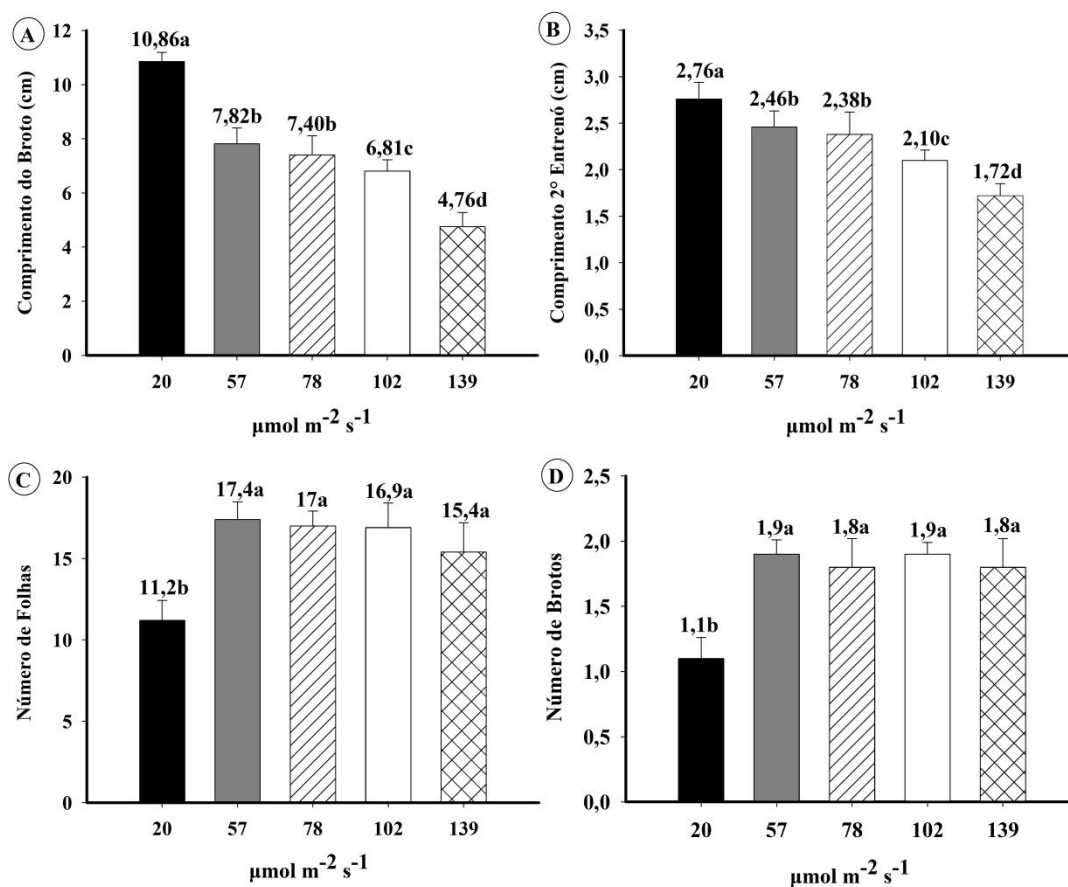 A
Comprimento do Broto (cm)
12
10
8
6
4
2
0
10,86a
7,82b
7,40b
6,81c
4,76d
20 57 78 102 139
µmol m-2 s-1
B
Comprimento 2° Entrenó (cm)
3,5
3,0
2,5
2,0
1,5
1,0
0,5
0,0
2,76a
2,46b
2,38b
2,10c
1,72d
20 57 78 102 139
µmol m-2 s-1
C
Número de Folhas
20
15
10
5
0
11,2b
17,4a
17a
16,9a
15,4a
20 57 78 102 139
µmol m-2 s-1
D
Número de Brotos
2,5
2,0
1,5
1,0
0,5
0,0
1,1b
1,9a
1,8a
1,9a
1,8a
20 57 78 102 139
µmol m-2 s-1